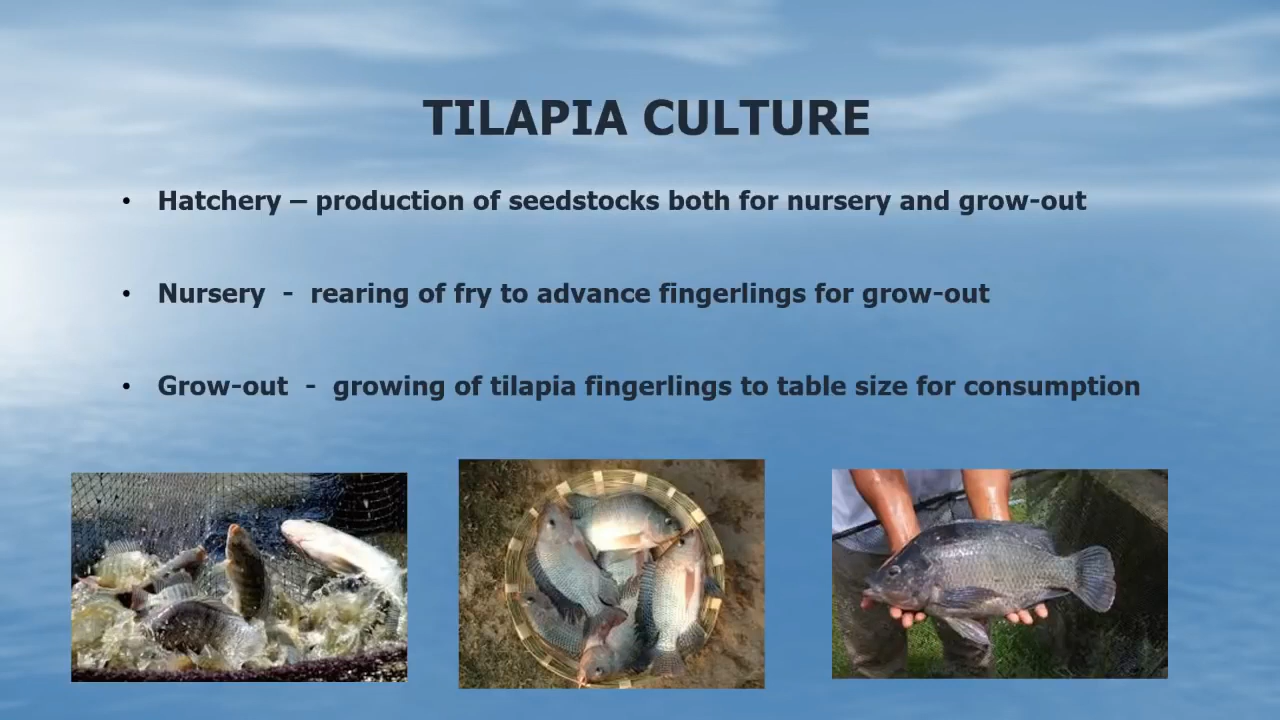 TILAPIA CULTURE
• Hatchery – production of seedstocks both for nursery and grow-out
• Nursery - rearing of fry to advance fingerlings for grow-out
• Grow-out - growing of tilapia fingerlings to table size for consumption